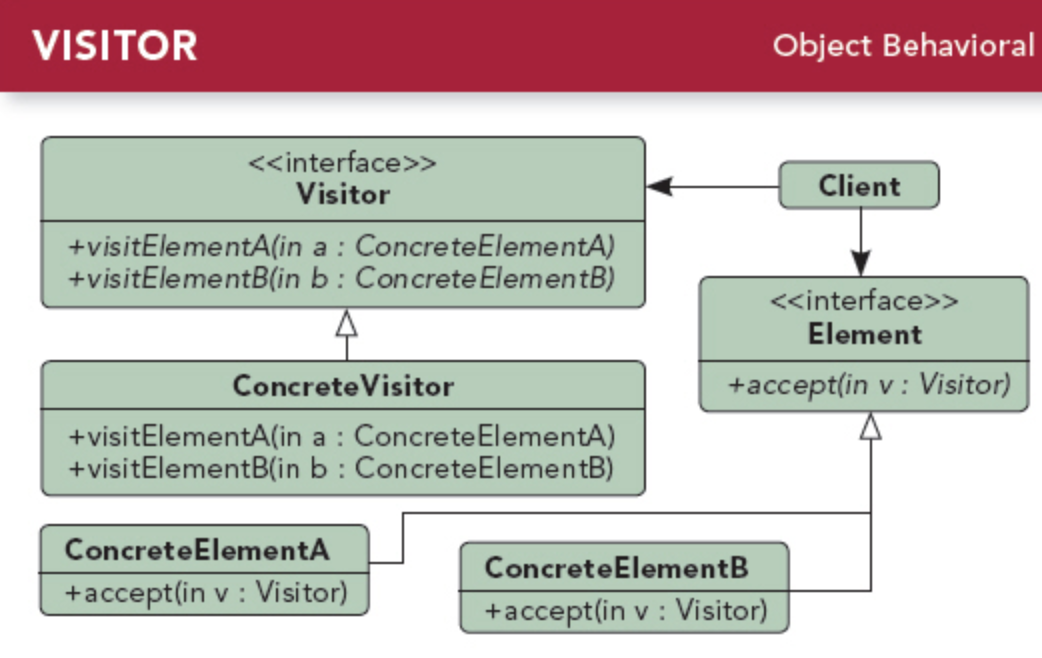 VISITOR
Object Behavioral
<<interface>>
Visitor
+visitElementA(in a : ConcreteElementA)
+visitElementB(in b : ConcreteElementB)
Client
<<interface>>
Element
+accept(in v : Visitor)
ConcreteVisitor
+visitElementA(in a : ConcreteElementA)
+visitElementB(in b : ConcreteElementB)
ConcreteElementA
+accept(in v : Visitor)
ConcreteElementB
+accept(in v : Visitor)